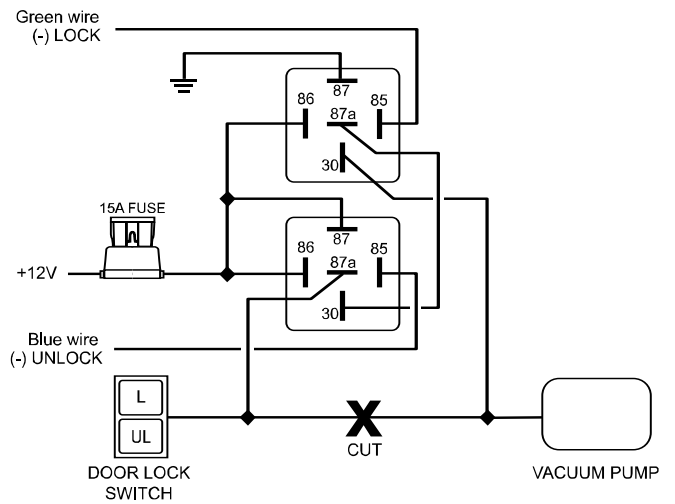 Green wire
(-) LOCK
87
86
87a
85
30
15A FUSE
87
86
87a
85
+12V
30
Blue wire
(-) UNLOCK
L
UL
CUT
DOOR LOCK
SWITCH
VACUUM PUMP